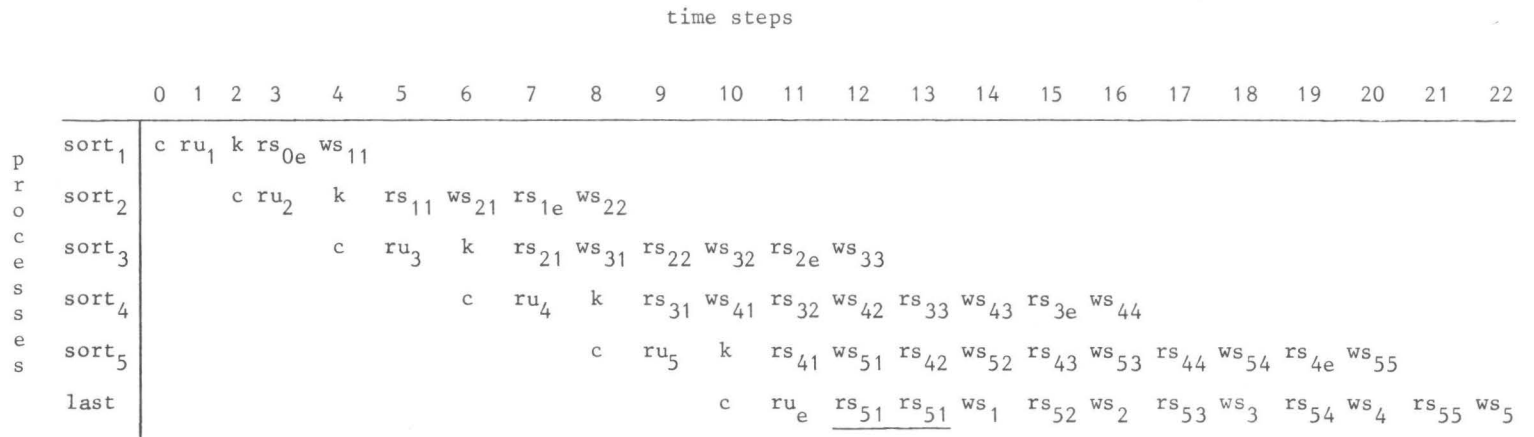 time steps
0 1 2 3 4 5 6 7 8 9 10 11 12 13 14 15 16 17 18 19 20 21 22
processes
sort₁ c ru₁ k rs₀ₑ ws₁₁
sort₂ c ru₂ k rs₁₁ ws₂₁ rs₁ₑ ws₂₂
sort₃ c ru₃ k rs₂₁ ws₃₁ rs₂₂ ws₃₂ rs₂ₑ ws₃₃
sort₄ c ru₄ k rs₃₁ ws₄₁ rs₃₂ ws₄₂ rs₃₃ ws₄₃ rs₃ₑ ws₄₄
sort₅ c ru₅ k rs₄₁ ws₅₁ rs₄₂ ws₅₂ rs₄₃ ws₅₃ rs₄₄ ws₅₄ rs₄ₑ ws₅₅
last c ruₑ rs₅₁ rs₅₁ ws₁ rs₅₂ ws₂ rs₅₃ ws₃ rs₅₄ ws₄ rs₅₅ ws₅